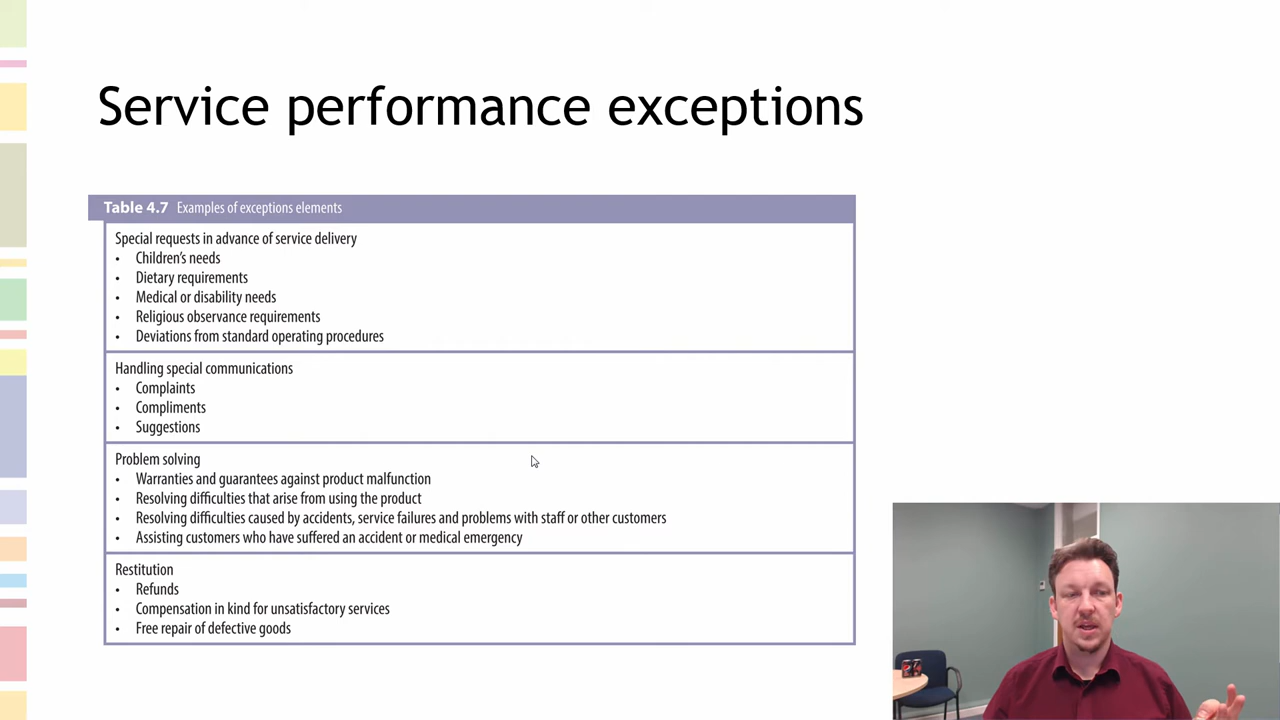 Service performance exceptions
Table 4.7 Examples of exceptions elements
Special requests in advance of service delivery
• Children's needs
• Dietary requirements
• Medical or disability needs
• Religious observance requirements
• Deviations from standard operating procedures
Handling special communications
• Complaints
• Compliments
• Suggestions
Problem solving
• Warranties and guarantees against product malfunction
• Resolving difficulties that arise from using the product
• Resolving difficulties caused by accidents, service failures and problems with staff or other customers
• Assisting customers who have suffered an accident or medical emergency
Restitution
• Refunds
• Compensation in kind for unsatisfactory services
• Free repair of defective goods